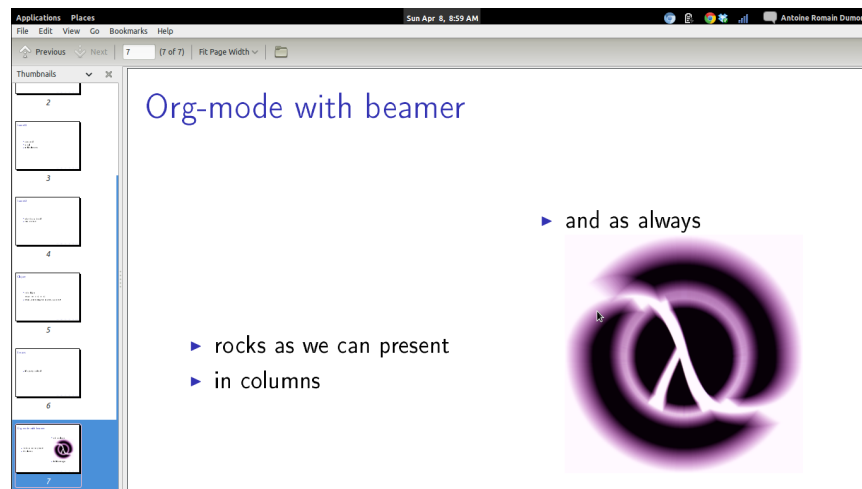 Applications Places
Sun Apr 8, 8:59 AM
Antoine Romain Dumon
File Edit View Go Bookmarks Help
Previous Next 7 (7 of 7) Fit Page Width
Thumbnails
2
3
4
5
6
7
Org-mode with beamer
and as always
rocks as we can present
in columns